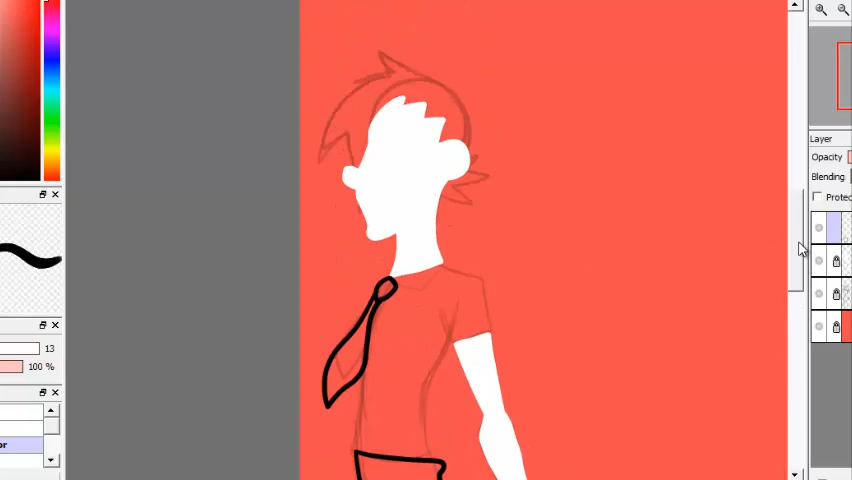 Layer
Opacity
Blending
Protec
13
100 %
or